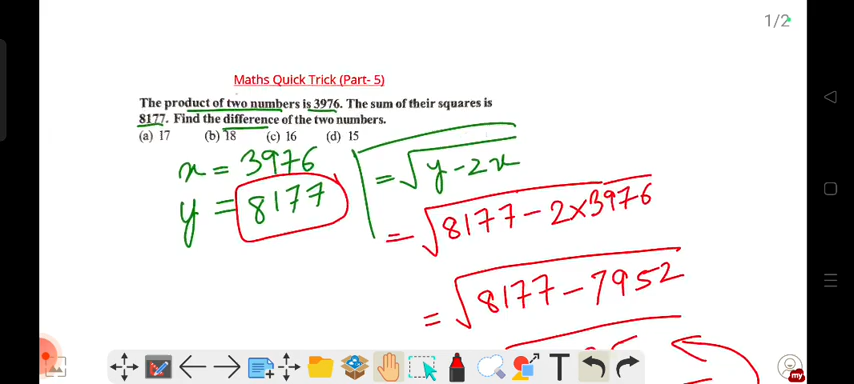 1/2
Maths Quick Trick (Part- 5)
The product of two numbers is 3976. The sum of their squares is
8177. Find the difference of the two numbers.
(a) 17 (b) 18 (c) 16 (d) 15
x = 3976
y = 8177
= √y - 2x
= √8177 - 2×3976
= √8177 - 7952
T
my